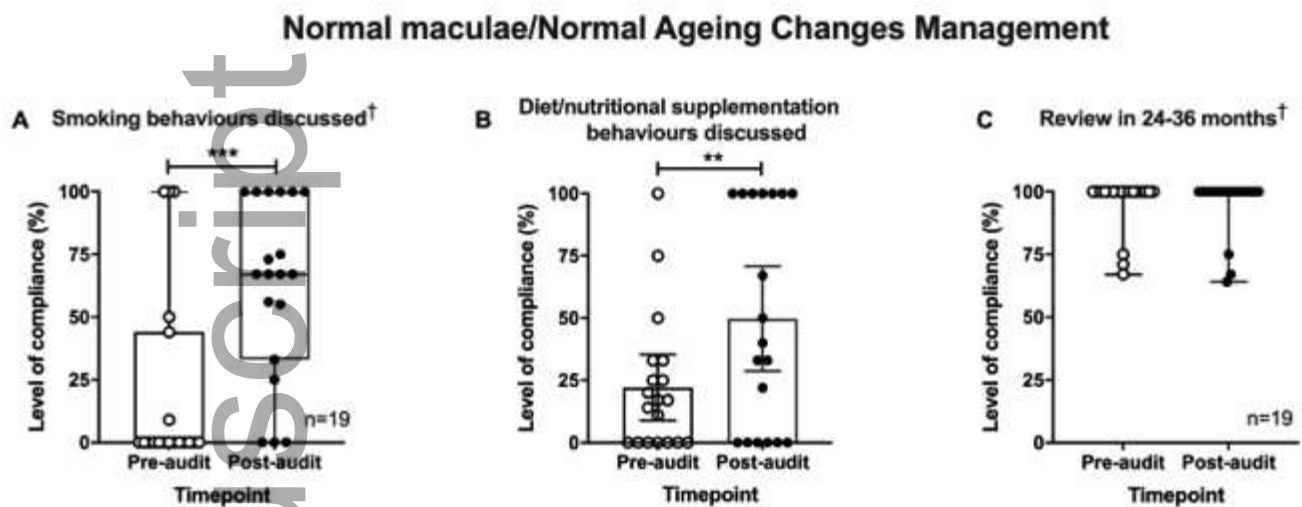 Normal maculae/Normal Ageing Changes Management
A Smoking behaviours discussed†
***
Level of compliance (%)
100
75
50
25
0
n=19
Pre-audit Post-audit
Timepoint
B Diet/nutritional supplementation
behaviours discussed
**
Level of compliance (%)
100
75
50
25
0
Pre-audit Post-audit
Timepoint
C Review in 24-36 months†
Level of compliance (%)
100
75
50
25
0
n=19
Pre-audit Post-audit
Timepoint
script